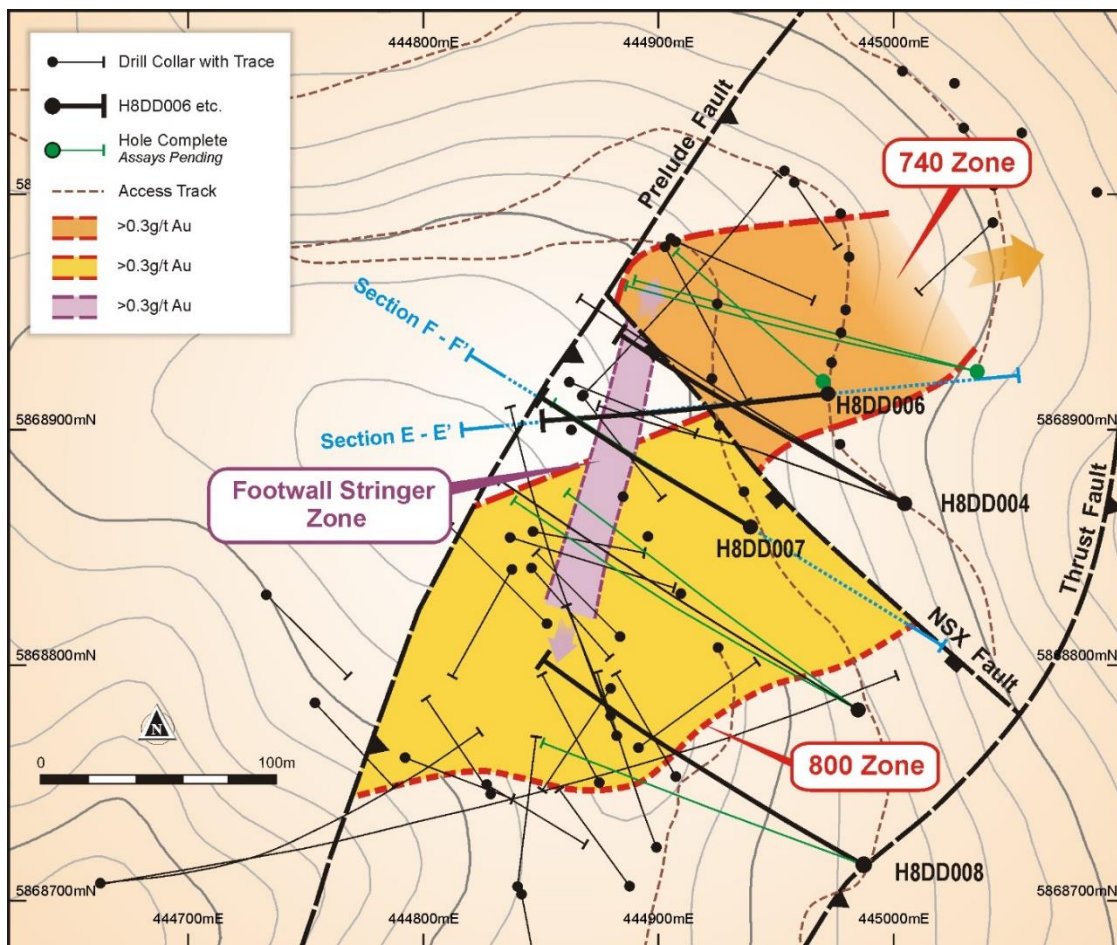 444800mE
444900mE
445000mE
Drill Collar with Trace
H8DD006 etc.
Hole Complete
Assays Pending
Access Track
>0.3g/t Au
>0.3g/t Au
>0.3g/t Au
Prelude Fault
740 Zone
Section F - F'
5868900mN
Section E - E'
H8DD006
5868900mN
Footwall Stringer
Zone
H8DD004
H8DD007
Thrust Fault
NSX Fault
5868800mN
5868800mN
N
0
100m
800 Zone
H8DD008
5868700mN
5868700mN
444700mE
444800mE
444900mE
445000mE